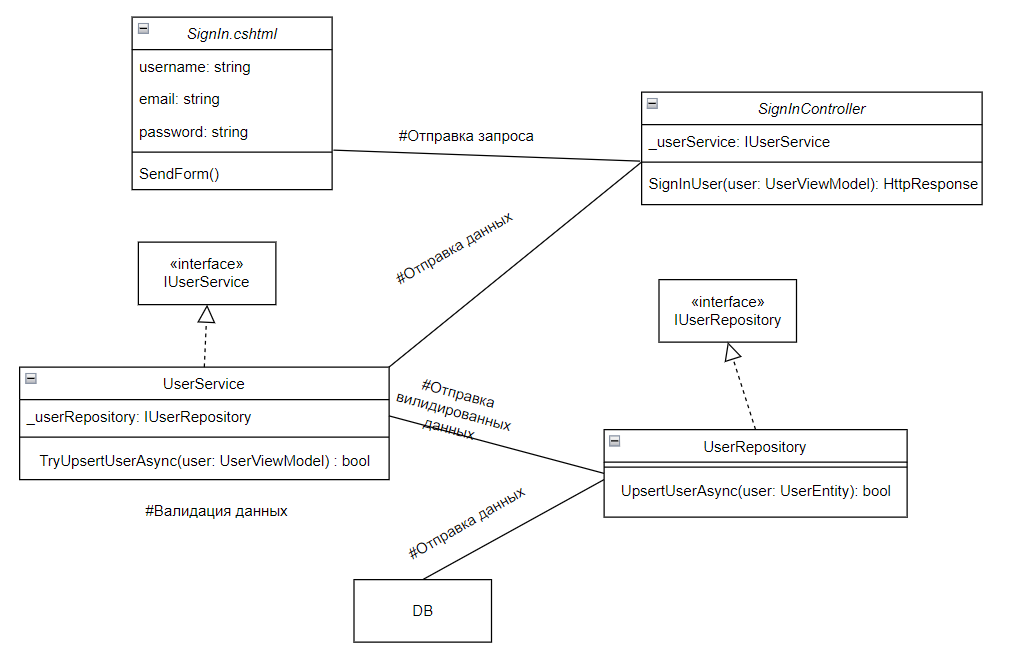 SignIn.cshtml
username: string
email: string
password: string
SendForm()
#Отправка запроса
SignInController
_userService: IUserService
SignInUser(user: UserViewModel): HttpResponse
#Отправка данных
«interface»
IUserService
«interface»
IUserRepository
UserService
_userRepository: IUserRepository
TryUpsertUserAsync(user: UserViewModel) : bool
#Валидация данных
#Отправка
вилидированных
данных
UserRepository
UpsertUserAsync(user: UserEntity): bool
#Отправка данных
DB